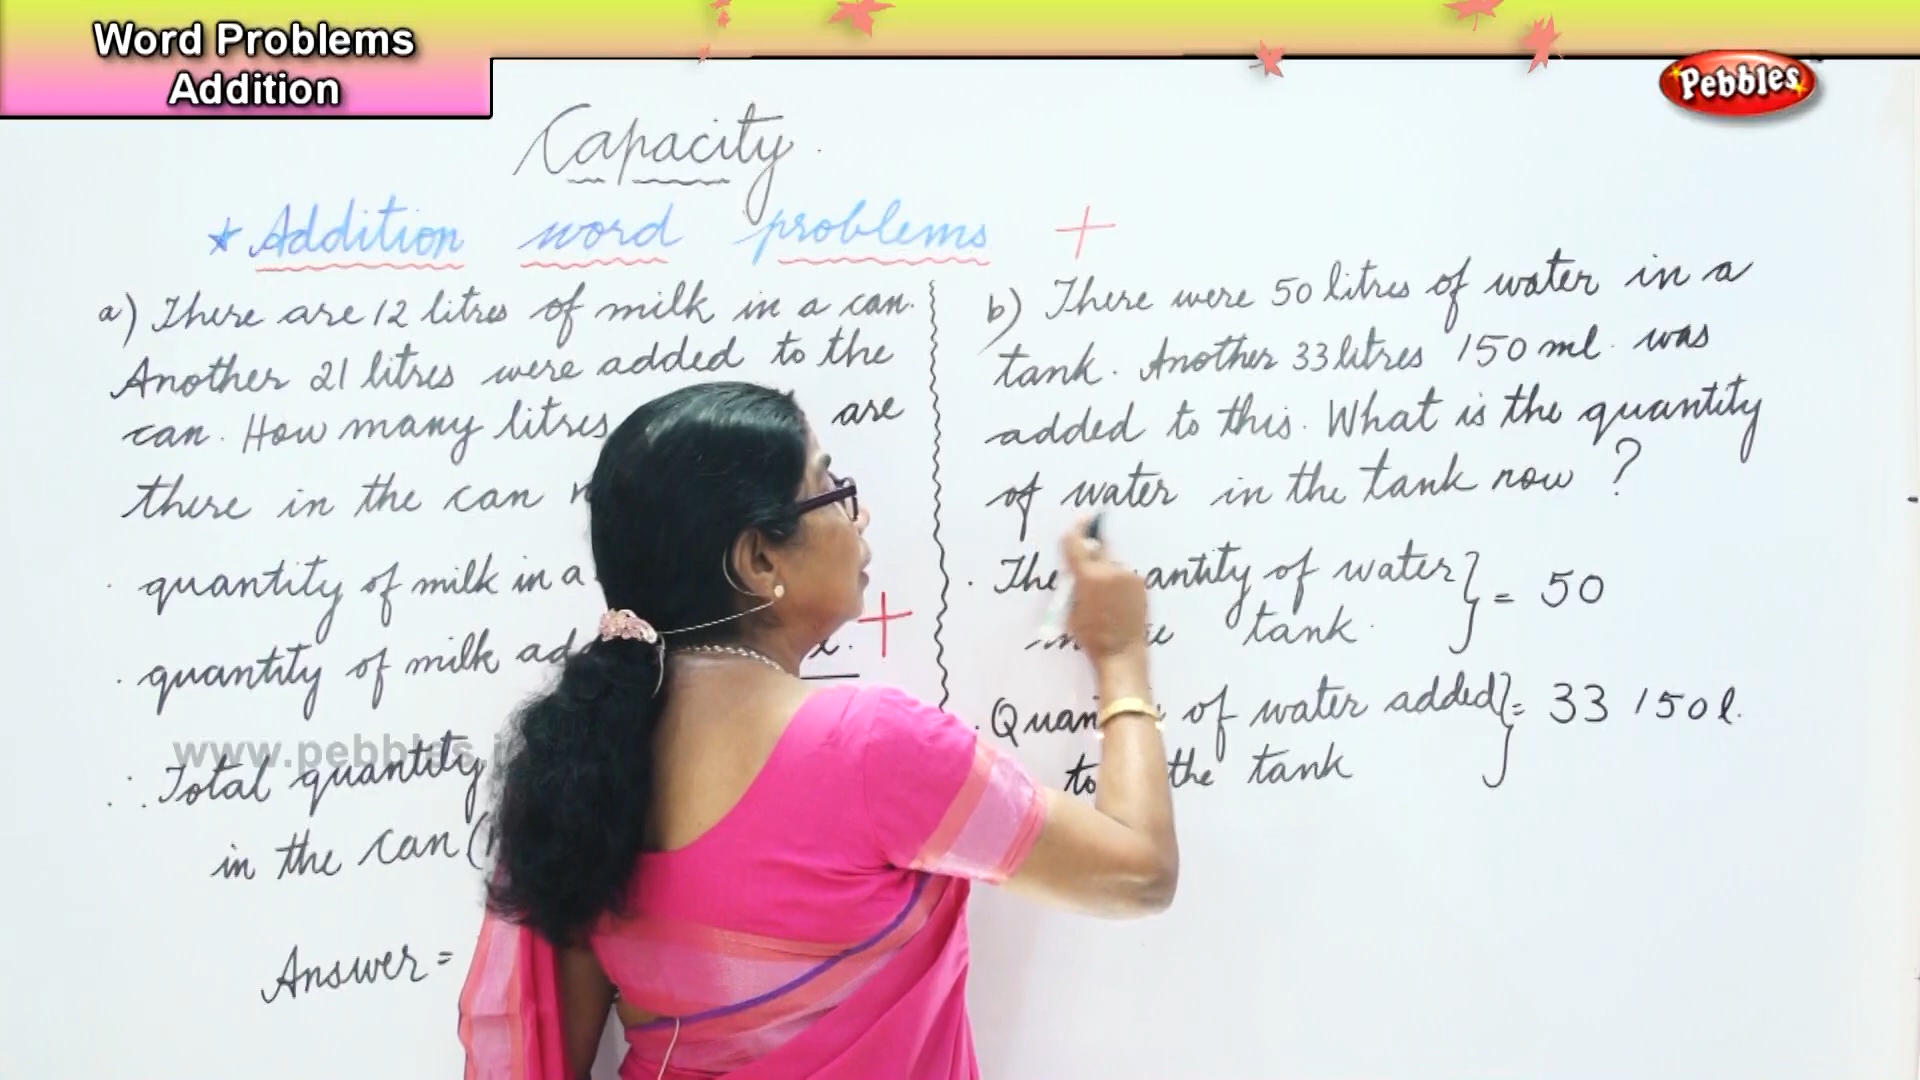 Word Problems
Addition
Pebbles
Capacity.
* Addition word problems +
a) There are 12 litres of milk in a can.
Another 21 litres were added to the
can. How many litres are
there in the can
. quantity of milk in a
. quantity of milk l. +
www.pebbles.
∴ Total quantity
in the can (
Answer =
b) There were 50 litres of water in a
tank. Another 33 litres 150 ml. was
added to this. What is the quantity
of water in the tank now ?
. The of water } = 50
tank.
. of water added } = 33 150 l.
to the tank